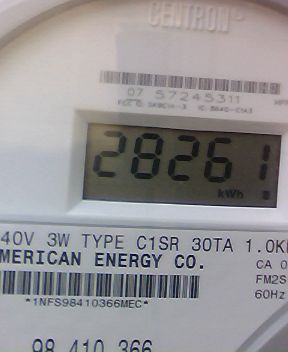 CENTRON
07 57245311
28261
kWh
40V 3W TYPE C1SR 30TA 1.0K
MERICAN ENERGY CO. CA 0
FM2S
*1NFS98410366MEC* 60Hz
98 410 366